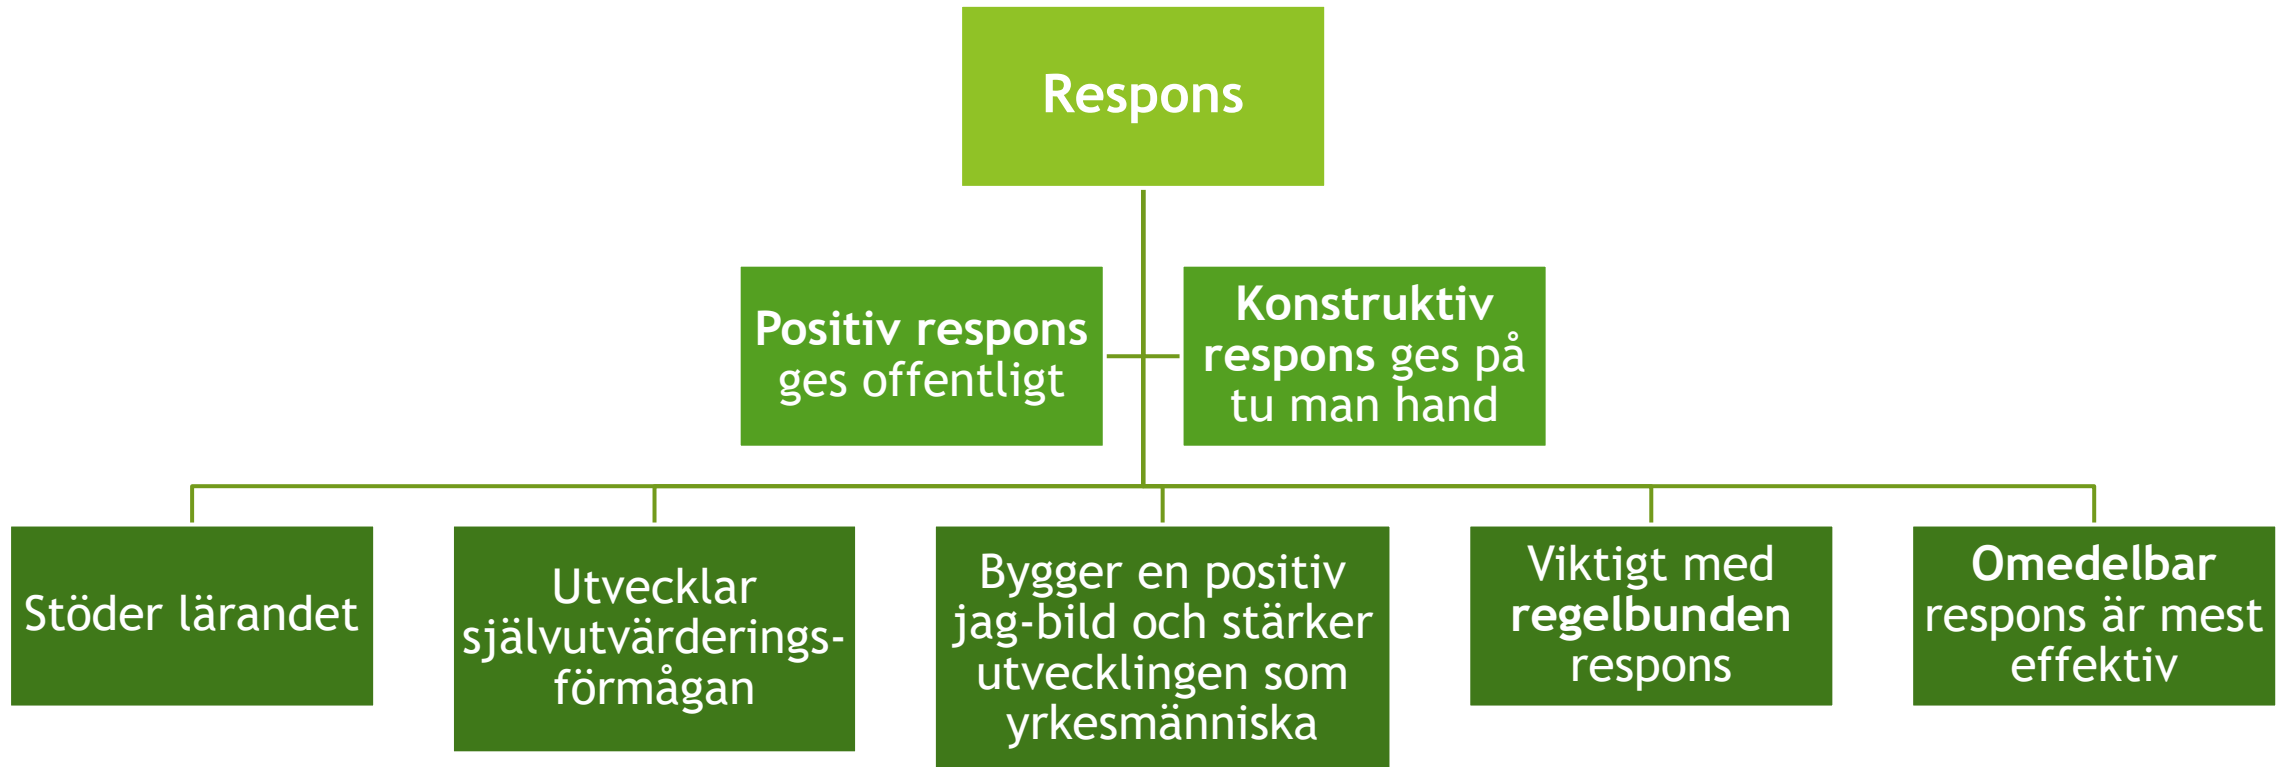 Respons
Positiv respons
ges offentligt
Konstruktiv
respons ges på
tu man hand
Stöder lärandet
Utvecklar
självutvärderings-
förmågan
Bygger en positiv
jag-bild och stärker
utvecklingen som
yrkesmänniska
Viktigt med
regelbunden
respons
Omedelbar
respons är mest
effektiv